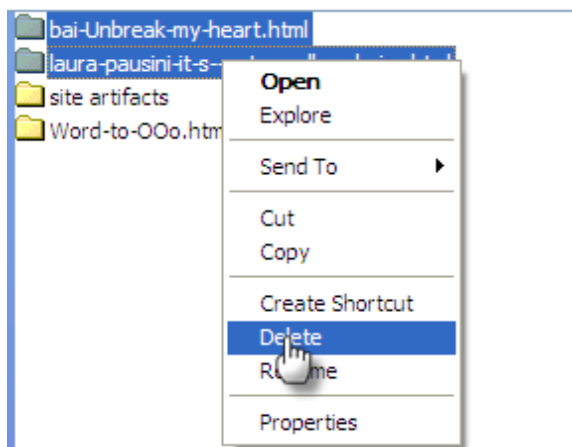 bai-Unbreak-my-heart.html
laura-pausini-it-s--
site artifacts
Word-to-OOo.htm
Open
Explore
Send To
Cut
Copy
Create Shortcut
Delete
Rename
Properties